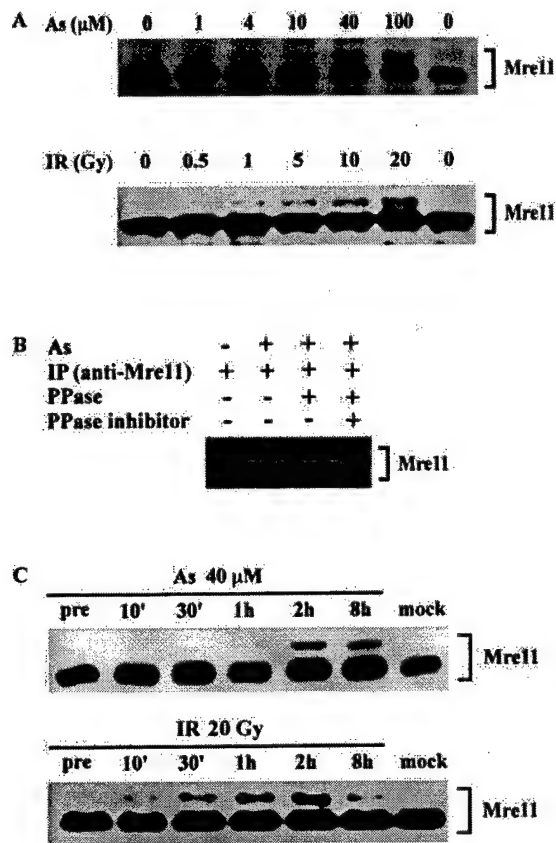 A As (μM) 0 1 4 10 40 100 0
Mre11
IR (Gy) 0 0.5 1 5 10 20 0
Mre11
B As - + + +
IP (anti-Mre11) + + + +
PPase - - + +
PPase inhibitor - - - +
Mre11
C As 40 μM
pre 10' 30' 1h 2h 8h mock
Mre11
IR 20 Gy
pre 10' 30' 1h 2h 8h mock
Mre11